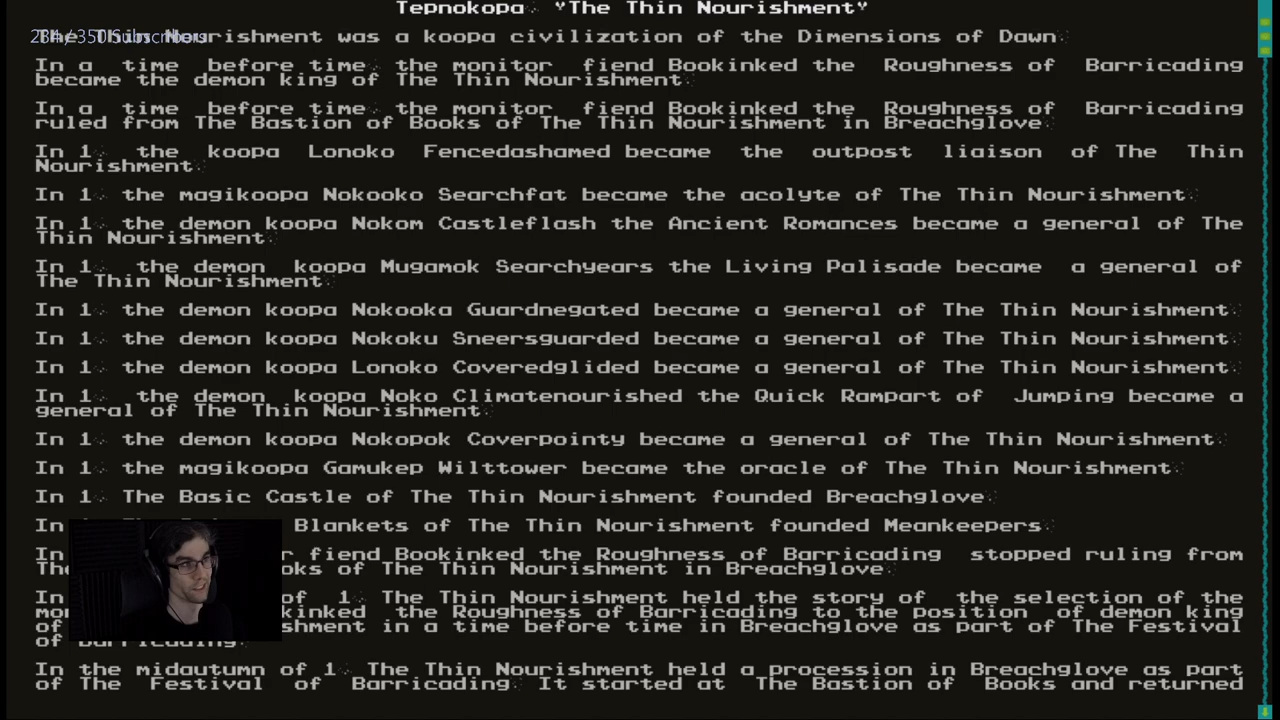 Tepnokopa "The Thin Nourishment"
284 / 350 Subscribers
The Thin Nourishment was a koopa civilization of the Dimensions of Dawn
In a time before time the monitor fiend Bookinked the Roughness of Barricading
became the demon king of The Thin Nourishment
In a time before time the monitor fiend Bookinked the Roughness of Barricading
ruled from The Bastion of Books of The Thin Nourishment in Breachglove
In 1 the koopa Lonoko Fencedashamed became the outpost liaison of The Thin
Nourishment
In 1 the magikoopa Nokooko Searchfat became the acolyte of The Thin Nourishment
In 1 the demon koopa Nokom Castleflash the Ancient Romances became a general of The
Thin Nourishment
In 1 the demon koopa Mugamok Searchyears the Living Palisade became a general of
The Thin Nourishment
In 1 the demon koopa Nokooka Guardnegated became a general of The Thin Nourishment
In 1 the demon koopa Nokoku Sneersguarded became a general of The Thin Nourishment
In 1 the demon koopa Lonoko Coveredglided became a general of The Thin Nourishment
In 1 the demon koopa Noko Climatenourished the Quick Rampart of Jumping became a
general of The Thin Nourishment
In 1 the demon koopa Nokopok Coverpointy became a general of The Thin Nourishment
In 1 the magikoopa Gamukep Wilttower became the oracle of The Thin Nourishment
In 1 The Basic Castle of The Thin Nourishment founded Breachglove
In Blankets of The Thin Nourishment founded Meankeepers
In fiend Bookinked the Roughness of Barricading stopped ruling from
The of The Thin Nourishment in Breachglove
In of 1 The Thin Nourishment held the story of the selection of the
the Roughness of Barricading to the position of demon king
of in a time before time in Breachglove as part of The Festival
of Barricading
In the midautumn of 1 The Thin Nourishment held a procession in Breachglove as part
of The Festival of Barricading It started at The Bastion of Books and returned